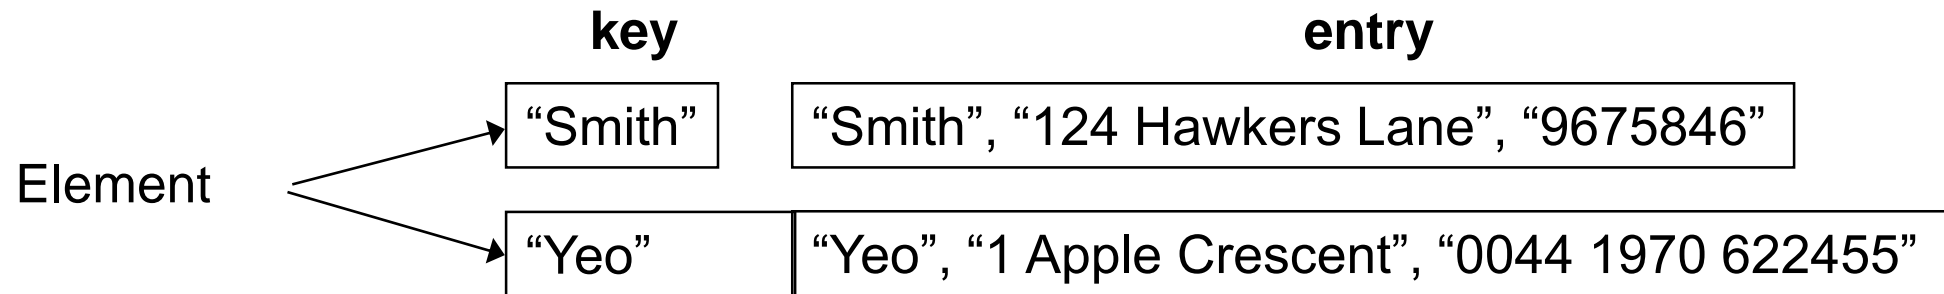 key entry
“Smith” “Smith”, “124 Hawkers Lane”, “9675846”
Element
“Yeo” “Yeo”, “1 Apple Crescent”, “0044 1970 622455”